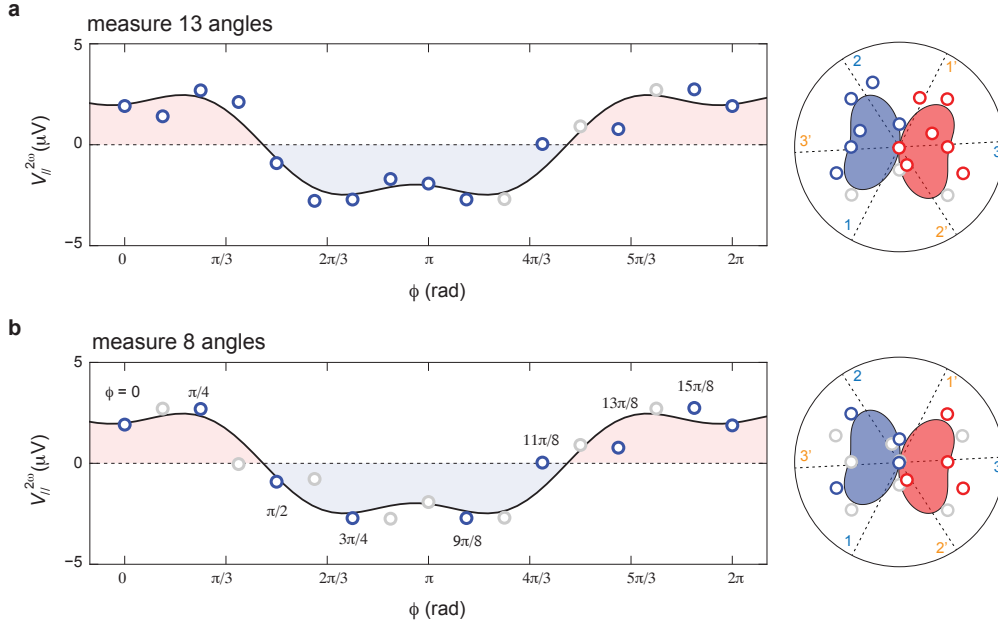 a
measure 13 angles
5
0
−5
V//2ω (μV)
0
π/3
2π/3
π
4π/3
5π/3
2π
ϕ (rad)
2
1’
3’
3
1
2’
b
measure 8 angles
5
0
−5
V//2ω (μV)
ϕ = 0
π/4
π/2
3π/4
9π/8
11π/8
13π/8
15π/8
0
π/3
2π/3
π
4π/3
5π/3
2π
ϕ (rad)
2
1’
3’
3
1
2’